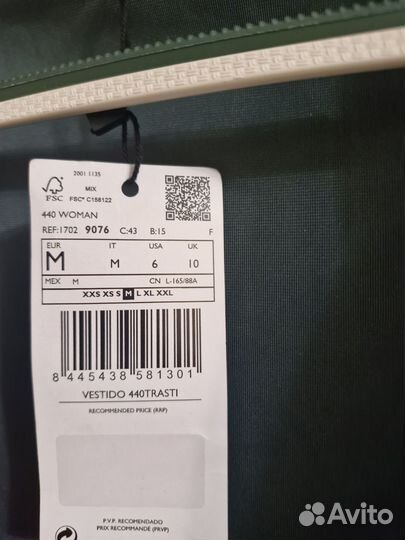 2001 1135
MIX
FSC
FSC® C158122
440 WOMAN
REF:1702 9076 C:43 B:15 F
EUR IT USA UK
M M 6 10
MEX M CN L-165/88A
XXS XS S M L XL XXL
8 445438 581301
VESTIDO 440TRASTI
RECOMMENDED PRICE (RRP)
P.V.P. RECOMENDADO
PRIX RECOMMANDÉ (PRVP)
Avito